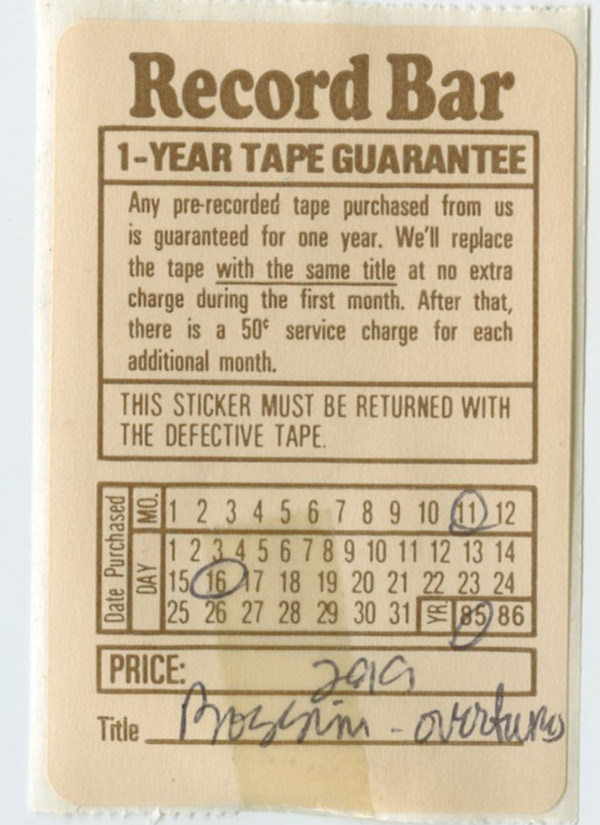 Record Bar
1-YEAR TAPE GUARANTEE
Any pre-recorded tape purchased from us
is guaranteed for one year. We'll replace
the tape with the same title at no extra
charge during the first month. After that,
there is a 50¢ service charge for each
additional month.
THIS STICKER MUST BE RETURNED WITH
THE DEFECTIVE TAPE.
Date Purchased
MO.
1 2 3 4 5 6 7 8 9 10 11 12
DAY
1 2 3 4 5 6 7 8 9 10 11 12 13 14
15 16 17 18 19 20 21 22 23 24
25 26 27 28 29 30 31 YR. 85 86
PRICE: 299
Title Rossini - overtures